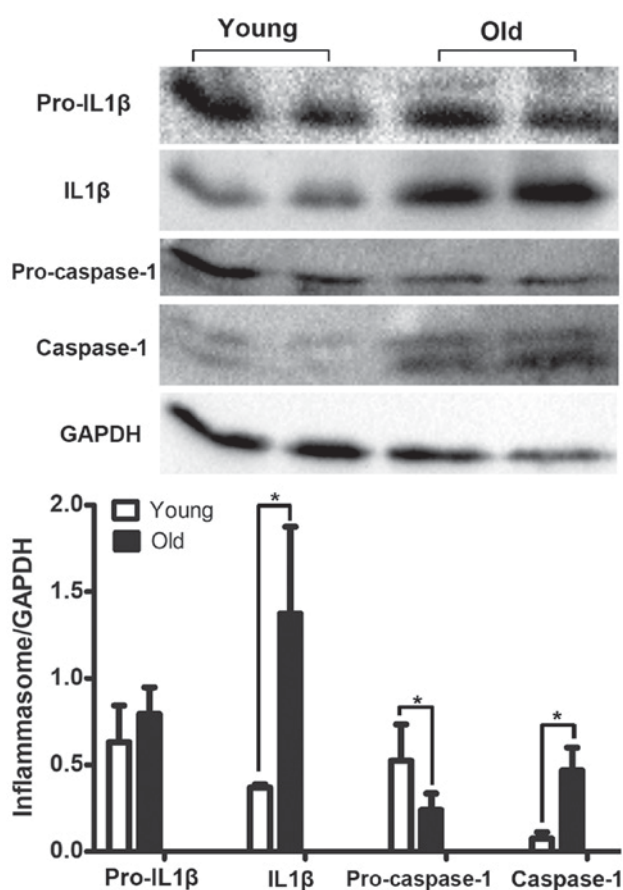 Young Old
Pro-IL1β
IL1β
Pro-caspase-1
Caspase-1
GAPDH
2.0
1.5
1.0
0.5
0.0
Inflammasome/GAPDH
Young
Old
*
*
*
Pro-IL1β IL1β Pro-caspase-1 Caspase-1